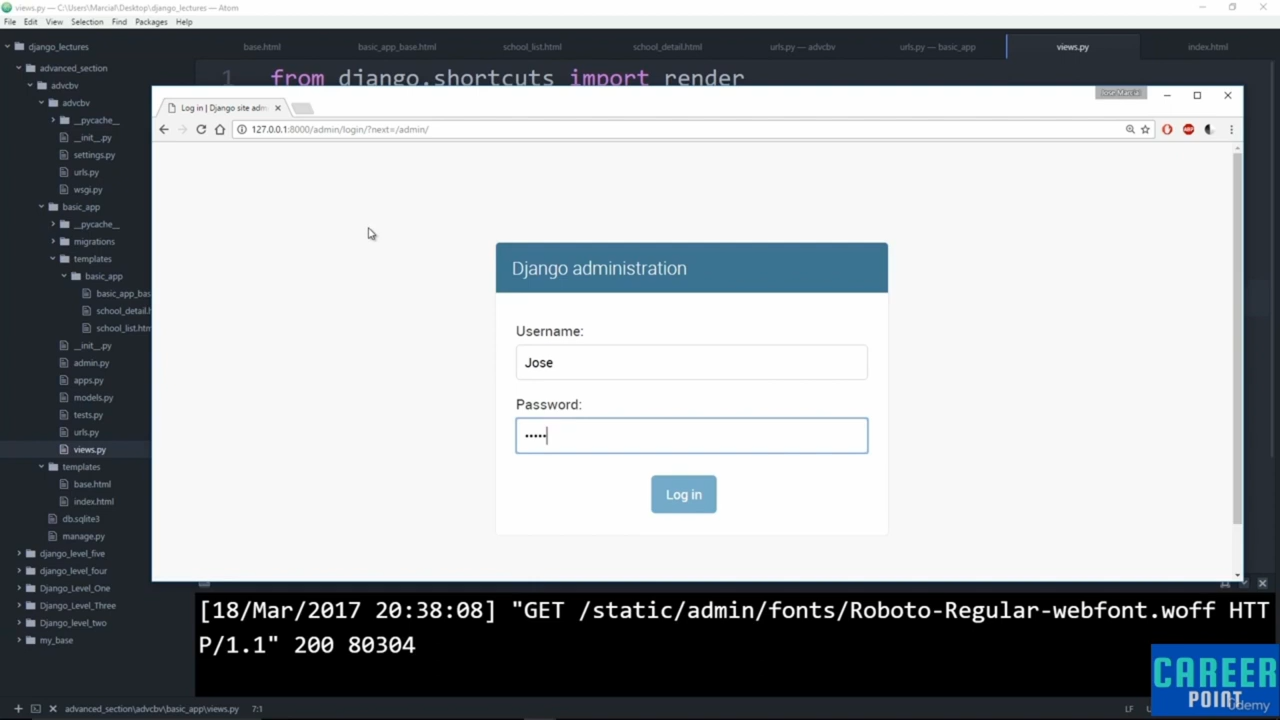 views.py — C:\Users\Marcial\Desktop\django_lectures — Atom
File Edit View Selection Find Packages Help
django_lectures
base.html
basic_app_base.html
school_list.html
school_detail.html
urls.py — advcbv
urls.py — basic_app
views.py
index.html
advanced_section
advcbv
advcbv
__pycache__
__init__.py
settings.py
urls.py
wsgi.py
basic_app
__pycache__
migrations
templates
basic_app
basic_app_bas
school_detail.h
school_list.htm
__init__.py
admin.py
apps.py
models.py
tests.py
urls.py
views.py
templates
base.html
index.html
db.sqlite3
manage.py
django_level_five
django_level_four
Django_Level_One
Django_Level_Three
Django_level_two
my_base
1 from django.shortcuts import render
Log in | Django site adm
Jose Marcial
127.0.0.1:8000/admin/login/?next=/admin/
Django administration
Username:
Jose
Password:
•••••
Log in
[18/Mar/2017 20:38:08] "GET /static/admin/fonts/Roboto-Regular-webfont.woff HTT
P/1.1" 200 80304
advanced_section\advcbv\basic_app\views.py 7:1
LF
CAREER
POINT
Udemy